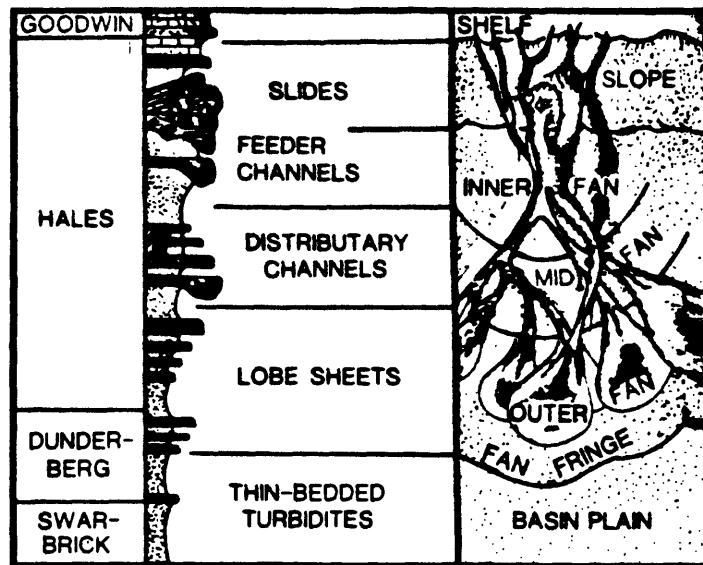 GOODWIN
HALES
DUNDER-
BERG
SWAR-
BRICK
SLIDES
FEEDER
CHANNELS
DISTRIBUTARY
CHANNELS
LOBE SHEETS
THIN-BEDDED
TURBIDITES
SHELF
SLOPE
INNER FAN
MID FAN
OUTER FAN
FAN FRINGE
BASIN PLAIN